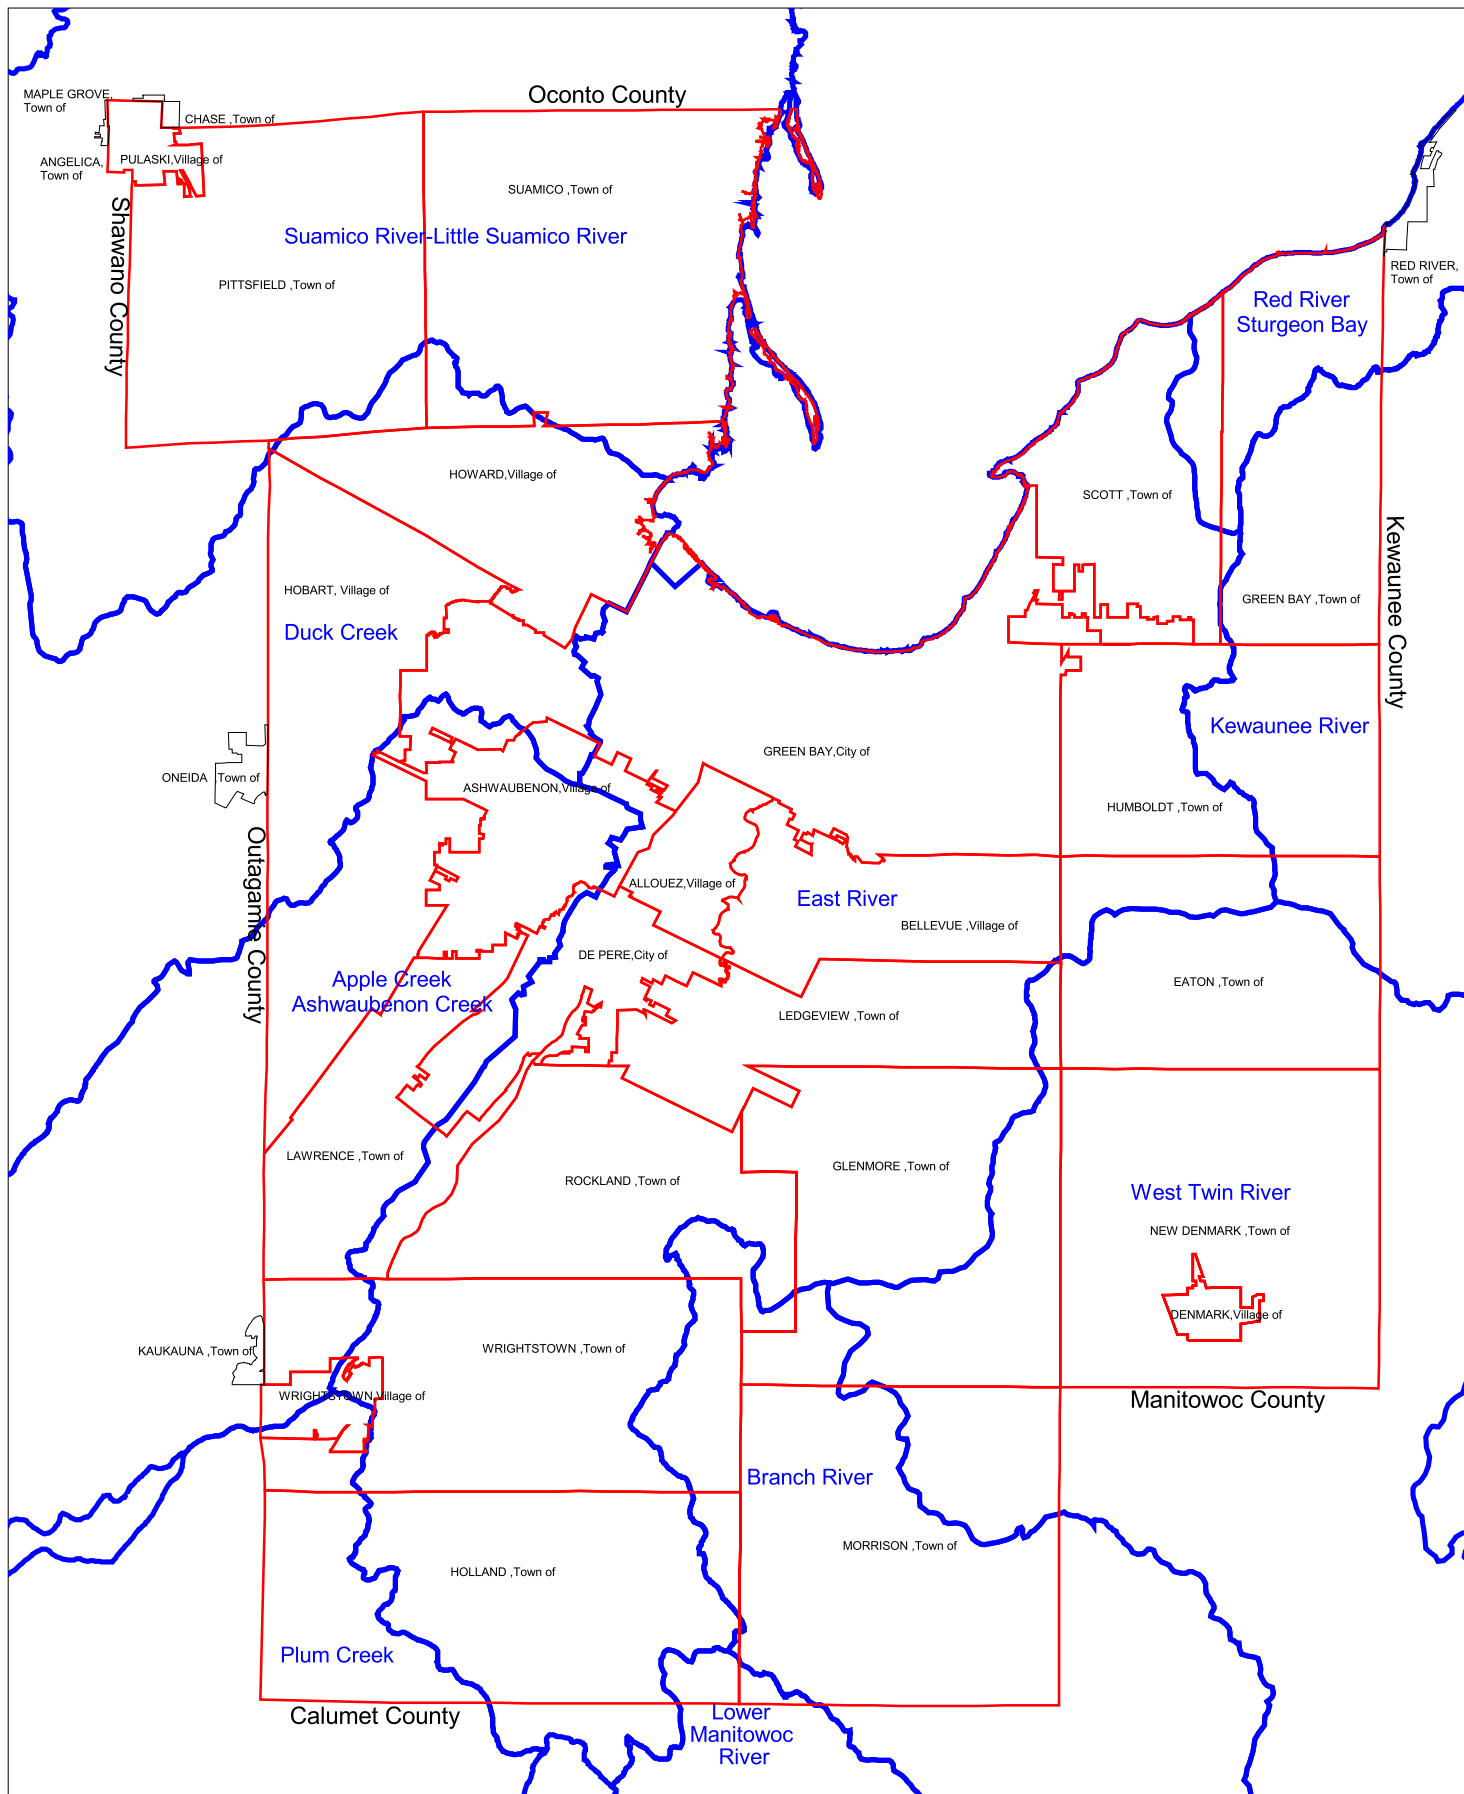 Oconto County
MAPLE GROVE,
Town of
CHASE ,Town of
ANGELICA,
Town of
PULASKI,Village of
SUAMICO ,Town of
Shawano County
Suamico River-Little Suamico River
PITTSFIELD ,Town of
RED RIVER,
Town of
Red River
Sturgeon Bay
HOWARD,Village of
SCOTT ,Town of
Kewaunee County
HOBART, Village of
GREEN BAY ,Town of
Duck Creek
Kewaunee River
GREEN BAY,City of
ONEIDA ,Town of
ASHWAUBENON,Village of
HUMBOLDT ,Town of
Outagamie County
ALLOUEZ,Village of
East River
BELLEVUE ,Village of
DE PERE,City of
Apple Creek
Ashwaubenon Creek
EATON ,Town of
LEDGEVIEW ,Town of
LAWRENCE ,Town of
ROCKLAND ,Town of
GLENMORE ,Town of
West Twin River
NEW DENMARK ,Town of
DENMARK,Village of
KAUKAUNA ,Town of
WRIGHTSTOWN ,Town of
WRIGHTSTOWN,Village of
Manitowoc County
Branch River
MORRISON ,Town of
HOLLAND ,Town of
Plum Creek
Calumet County
Lower
Manitowoc
River